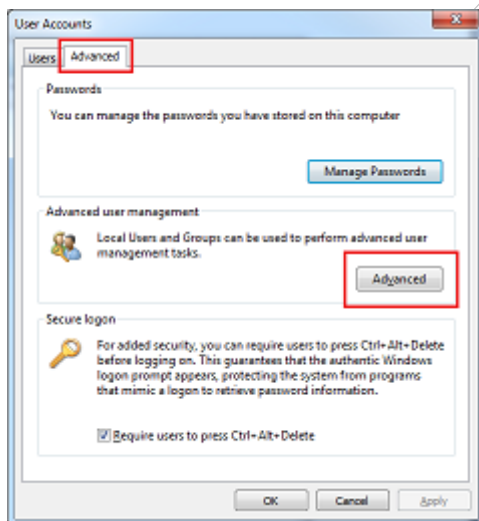 User Accounts
Users Advanced
Passwords
You can manage the passwords you have stored on this computer
Manage Passwords
Advanced user management
Local Users and Groups can be used to perform advanced user
management tasks.
Advanced
Secure logon
For added security, you can require users to press Ctrl+Alt+Delete
before logging on. This guarantees that the authentic Windows
logon prompt appears, protecting the system from programs
that mimic a logon to retrieve password information.
Require users to press Ctrl+Alt+Delete
OK Cancel Apply